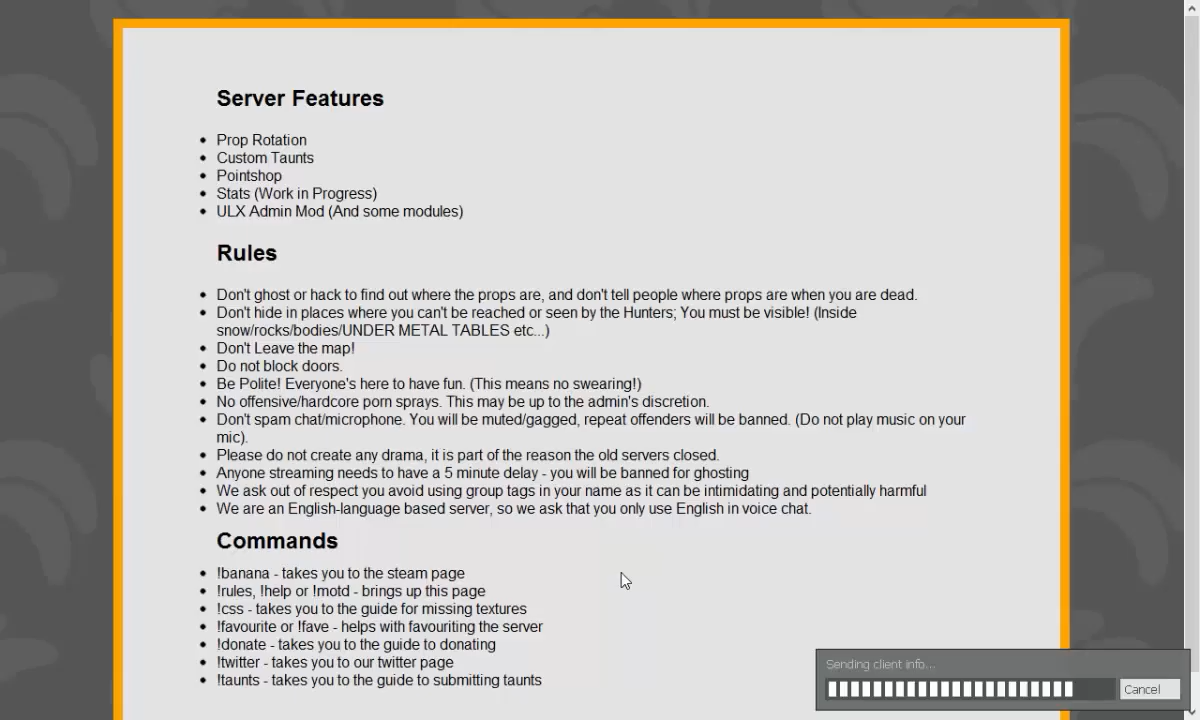 Server Features
Prop Rotation
Custom Taunts
Pointshop
Stats (Work in Progress)
ULX Admin Mod (And some modules)
Rules
Don't ghost or hack to find out where the props are, and don't tell people where props are when you are dead.
Don't hide in places where you can't be reached or seen by the Hunters; You must be visible! (Inside
snow/rocks/bodies/UNDER METAL TABLES etc...)
Don't Leave the map!
Do not block doors.
Be Polite! Everyone's here to have fun. (This means no swearing!)
No offensive/hardcore porn sprays. This may be up to the admin's discretion.
Don't spam chat/microphone. You will be muted/gagged, repeat offenders will be banned. (Do not play music on your
mic).
Please do not create any drama, it is part of the reason the old servers closed.
Anyone streaming needs to have a 5 minute delay - you will be banned for ghosting
We ask out of respect you avoid using group tags in your name as it can be intimidating and potentially harmful
We are an English-language based server, so we ask that you only use English in voice chat.
Commands
!banana - takes you to the steam page
!rules, !help or !motd - brings up this page
!css - takes you to the guide for missing textures
!favourite or !fave - helps with favouriting the server
!donate - takes you to the guide to donating
!twitter - takes you to our twitter page
!taunts - takes you to the guide to submitting taunts
Sending client info...
Cancel